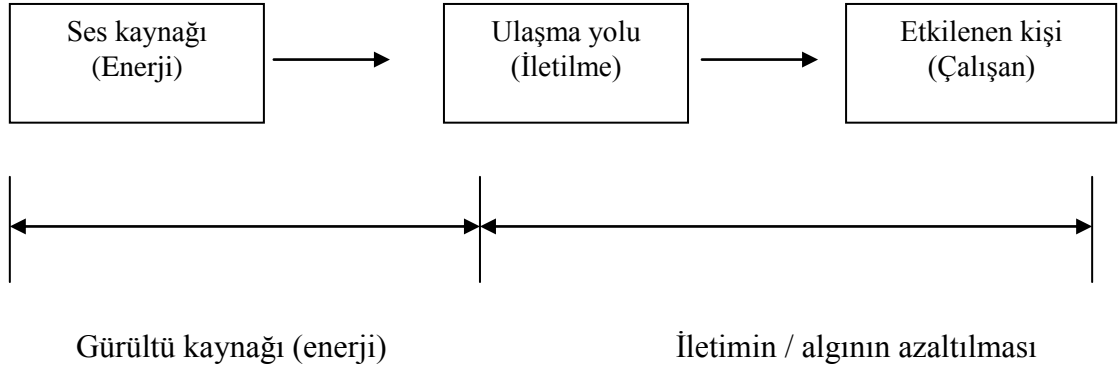 Ses kaynağı
(Enerji)
Ulaşma yolu
(İletilme)
Etkilenen kişi
(Çalışan)
Gürültü kaynağı (enerji)
İletimin / algının azaltılması